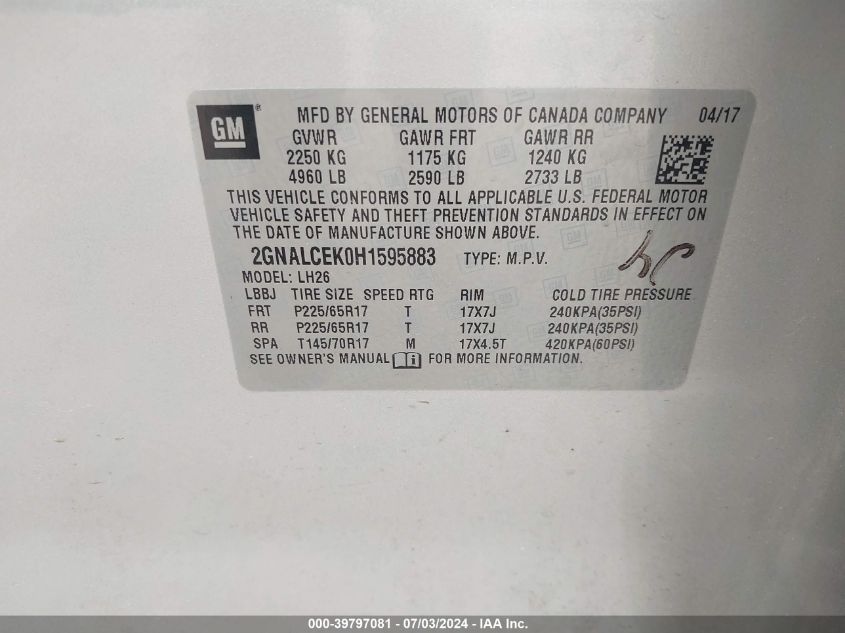 GM ® MFD BY GENERAL MOTORS OF CANADA COMPANY 04/17
GVWR GAWR FRT GAWR RR
2250 KG 1175 KG 1240 KG
4960 LB 2590 LB 2733 LB
THIS VEHICLE CONFORMS TO ALL APPLICABLE U.S. FEDERAL MOTOR
VEHICLE SAFETY AND THEFT PREVENTION STANDARDS IN EFFECT ON
THE DATE OF MANUFACTURE SHOWN ABOVE.
2GNALCEK0H1595883 TYPE: M.P.V.
MODEL: LH26
LBBJ TIRE SIZE SPEED RTG RIM COLD TIRE PRESSURE
FRT P225/65R17 T 17X7J 240KPA(35PSI)
RR P225/65R17 T 17X7J 240KPA(35PSI)
SPA T145/70R17 M 17X4.5T 420KPA(60PSI)
SEE OWNER'S MANUAL FOR MORE INFORMATION.
000-39797081 - 07/03/2024 - IAA Inc.